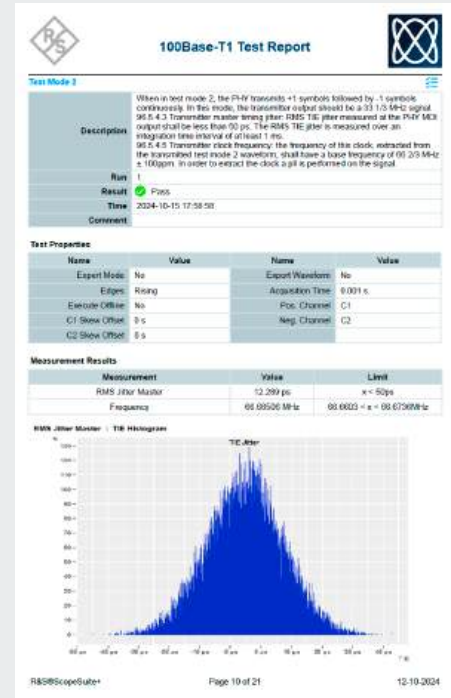 R&S
100Base-T1 Test Report
Test Mode 2
Description
When in test mode 2, the PHY transmits +1 symbols followed by -1 symbols
continuously. In this mode, the transmitter output should be a 33 1/3 MHz signal.
96.5.4.3 Transmitter master timing jitter: RMS TIE jitter measured at the PHY MDI
output shall be less than 50 ps. The RMS TIE jitter is measured over an
integration time interval of at least 1 ms.
96.5.4.5 Transmitter clock frequency: the frequency of this clock, extracted from
the transmitted test mode 2 waveform, shall have a base frequency of 66 2/3 MHz
± 100ppm. In order to extract the clock a pll is performed on the signal.
Run 1
Result Pass
Time 2024-10-15 17:58:58
Comment
Test Properties
Name Value Name Value
Expert Mode No Export Waveform No
Edges Rising Acquisition Time 0.001 s
Execute Offline No Pos. Channel C1
C1 Skew Offset 0 s Neg. Channel C2
C2 Skew Offset 0 s
Measurement Results
Measurement Value Limit
RMS Jitter Master 12.289 ps x < 50ps
Frequency 66.66506 MHz 66.6603 < x < 66.6736MHz
RMS Jitter Master : TIE Histogram
TIE Jitter
R&S®ScopeSuite+ Page 10 of 21 12-10-2024